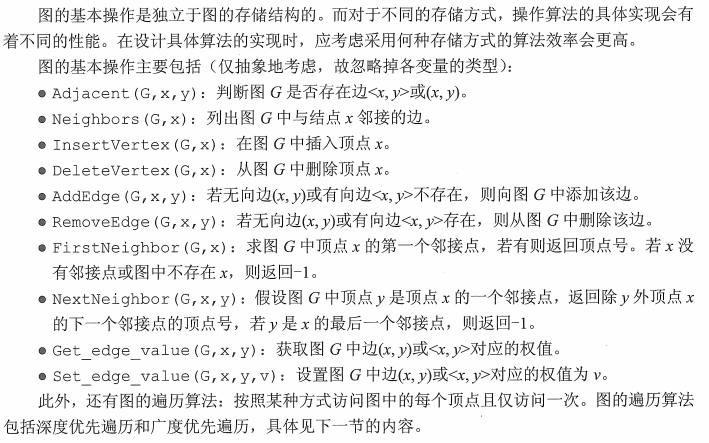 图的基本操作是独立于图的存储结构的。而对于不同的存储方式，操作算法的具体实现会有
着不同的性能。在设计具体算法的实现时，应考虑采用何种存储方式的算法效率会更高。
图的基本操作主要包括（仅抽象地考虑，故忽略掉各变量的类型）：
● Adjacent(G,x,y)：判断图 G 是否存在边<x, y>或(x, y)。
● Neighbors(G,x)：列出图 G 中与结点 x 邻接的边。
● InsertVertex(G,x)：在图 G 中插入顶点 x。
● DeleteVertex(G,x)：从图 G 中删除顶点 x。
● AddEdge(G,x,y)：若无向边(x, y)或有向边<x, y>不存在，则向图 G 中添加该边。
● RemoveEdge(G,x,y)：若无向边(x, y)或有向边<x, y>存在，则从图 G 中删除该边。
● FirstNeighbor(G,x)：求图 G 中顶点 x 的第一个邻接点，若有则返回顶点号。若 x 没
有邻接点或图中不存在 x，则返回-1。
● NextNeighbor(G,x,y)：假设图 G 中顶点 y 是顶点 x 的一个邻接点，返回除 y 外顶点 x
的下一个邻接点的顶点号，若 y 是 x 的最后一个邻接点，则返回-1。
● Get_edge_value(G,x,y)：获取图 G 中边(x, y)或<x, y>对应的权值。
● Set_edge_value(G,x,y,v)：设置图 G 中边(x, y)或<x, y>对应的权值为 v。
此外，还有图的遍历算法：按照某种方式访问图中的每个顶点且仅访问一次。图的遍历算法
包括深度优先遍历和广度优先遍历，具体见下一节的内容。